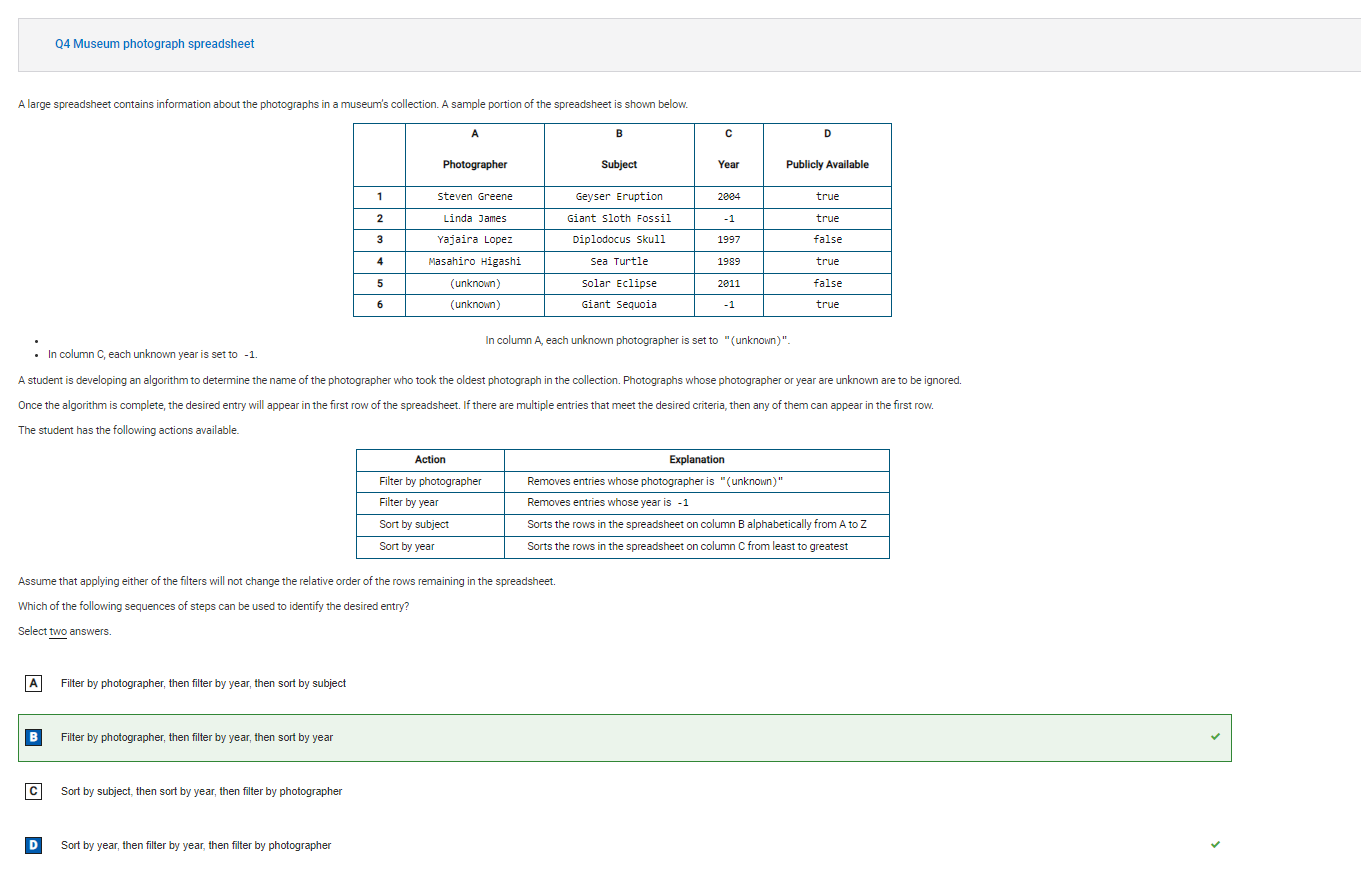 Q4 Museum photograph spreadsheet
A large spreadsheet contains information about the photographs in a museum's collection. A sample portion of the spreadsheet is shown below.
A B C D
Photographer Subject Year Publicly Available
1 Steven Greene Geyser Eruption 2004 true
2 Linda James Giant Sloth Fossil -1 true
3 Yajaira Lopez Diplodocus Skull 1997 false
4 Masahiro Higashi Sea Turtle 1989 true
5 (unknown) Solar Eclipse 2011 false
6 (unknown) Giant Sequoia -1 true
• In column A, each unknown photographer is set to "(unknown)".
• In column C, each unknown year is set to -1.
A student is developing an algorithm to determine the name of the photographer who took the oldest photograph in the collection. Photographs whose photographer or year are unknown are to be ignored.
Once the algorithm is complete, the desired entry will appear in the first row of the spreadsheet. If there are multiple entries that meet the desired criteria, then any of them can appear in the first row.
The student has the following actions available.
Action Explanation
Filter by photographer Removes entries whose photographer is "(unknown)"
Filter by year Removes entries whose year is -1
Sort by subject Sorts the rows in the spreadsheet on column B alphabetically from A to Z
Sort by year Sorts the rows in the spreadsheet on column C from least to greatest
Assume that applying either of the filters will not change the relative order of the rows remaining in the spreadsheet.
Which of the following sequences of steps can be used to identify the desired entry?
Select two answers.
A Filter by photographer, then filter by year, then sort by subject
B Filter by photographer, then filter by year, then sort by year
C Sort by subject, then sort by year, then filter by photographer
D Sort by year, then filter by year, then filter by photographer